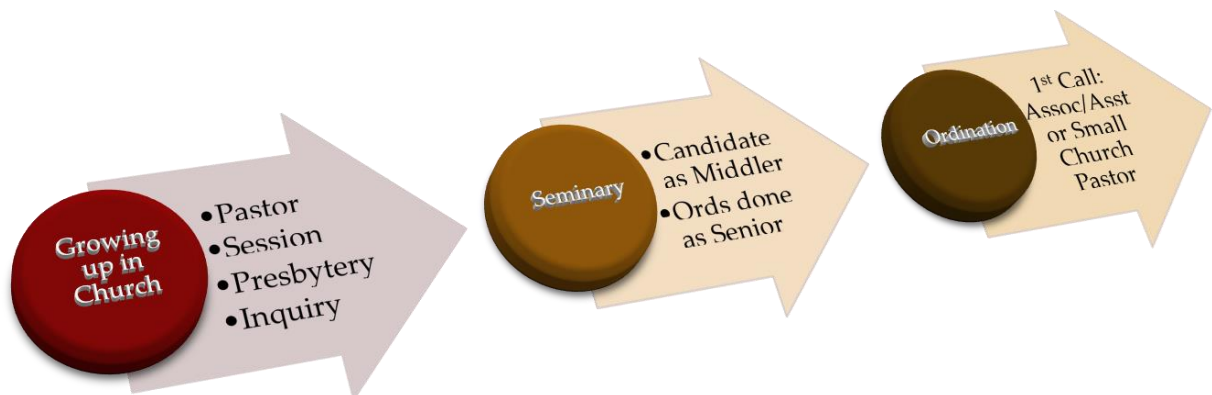 Growing
up in
Church
•Pastor
•Session
•Presbytery
•Inquiry
Seminary
•Candidate
as Middler
•Ords done
as Senior
Ordination
1st Call:
Assoc/Asst
or Small
Church
Pastor